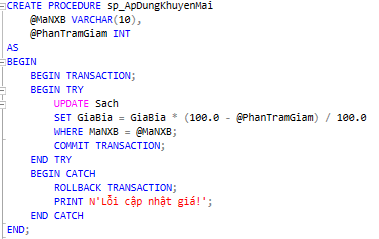 CREATE PROCEDURE sp_ApDungKhuyenMai
    @MaNXB VARCHAR(10),
    @PhanTramGiam INT
AS
BEGIN
    BEGIN TRANSACTION;
    BEGIN TRY
        UPDATE Sach
        SET GiaBia = GiaBia * (100.0 - @PhanTramGiam) / 100.0
        WHERE MaNXB = @MaNXB;
        COMMIT TRANSACTION;
    END TRY
    BEGIN CATCH
        ROLLBACK TRANSACTION;
        PRINT N'Lỗi cập nhật giá!';
    END CATCH
END;